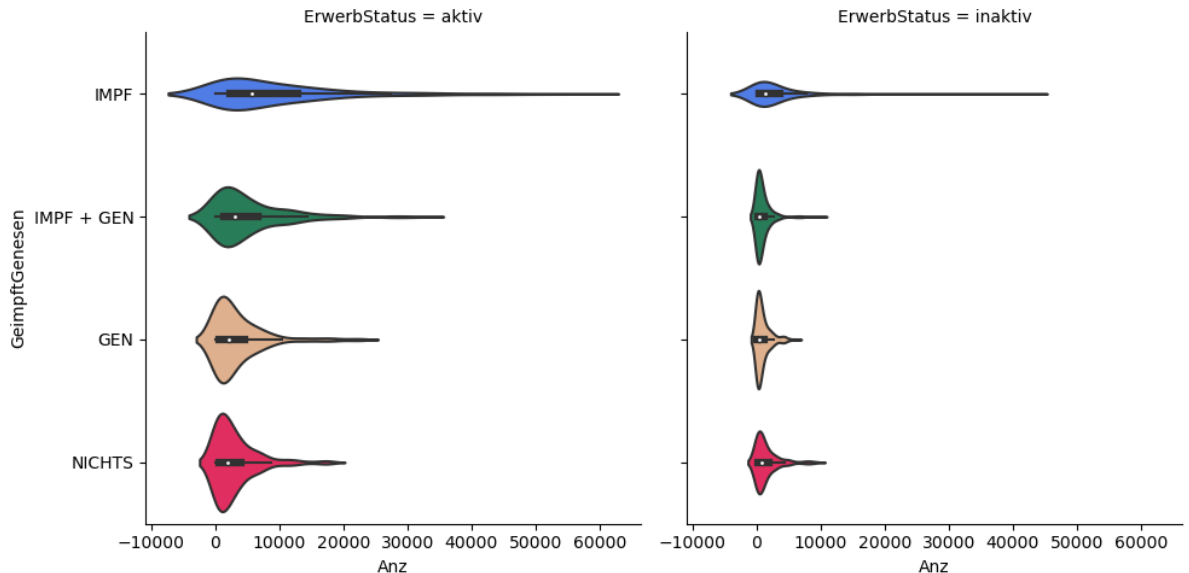 ErwerbStatus = aktiv
ErwerbStatus = inaktiv
GeimpftGenesen
IMPF
IMPF + GEN
GEN
NICHTS
−10000 0 10000 20000 30000 40000 50000 60000
−10000 0 10000 20000 30000 40000 50000 60000
Anz
Anz